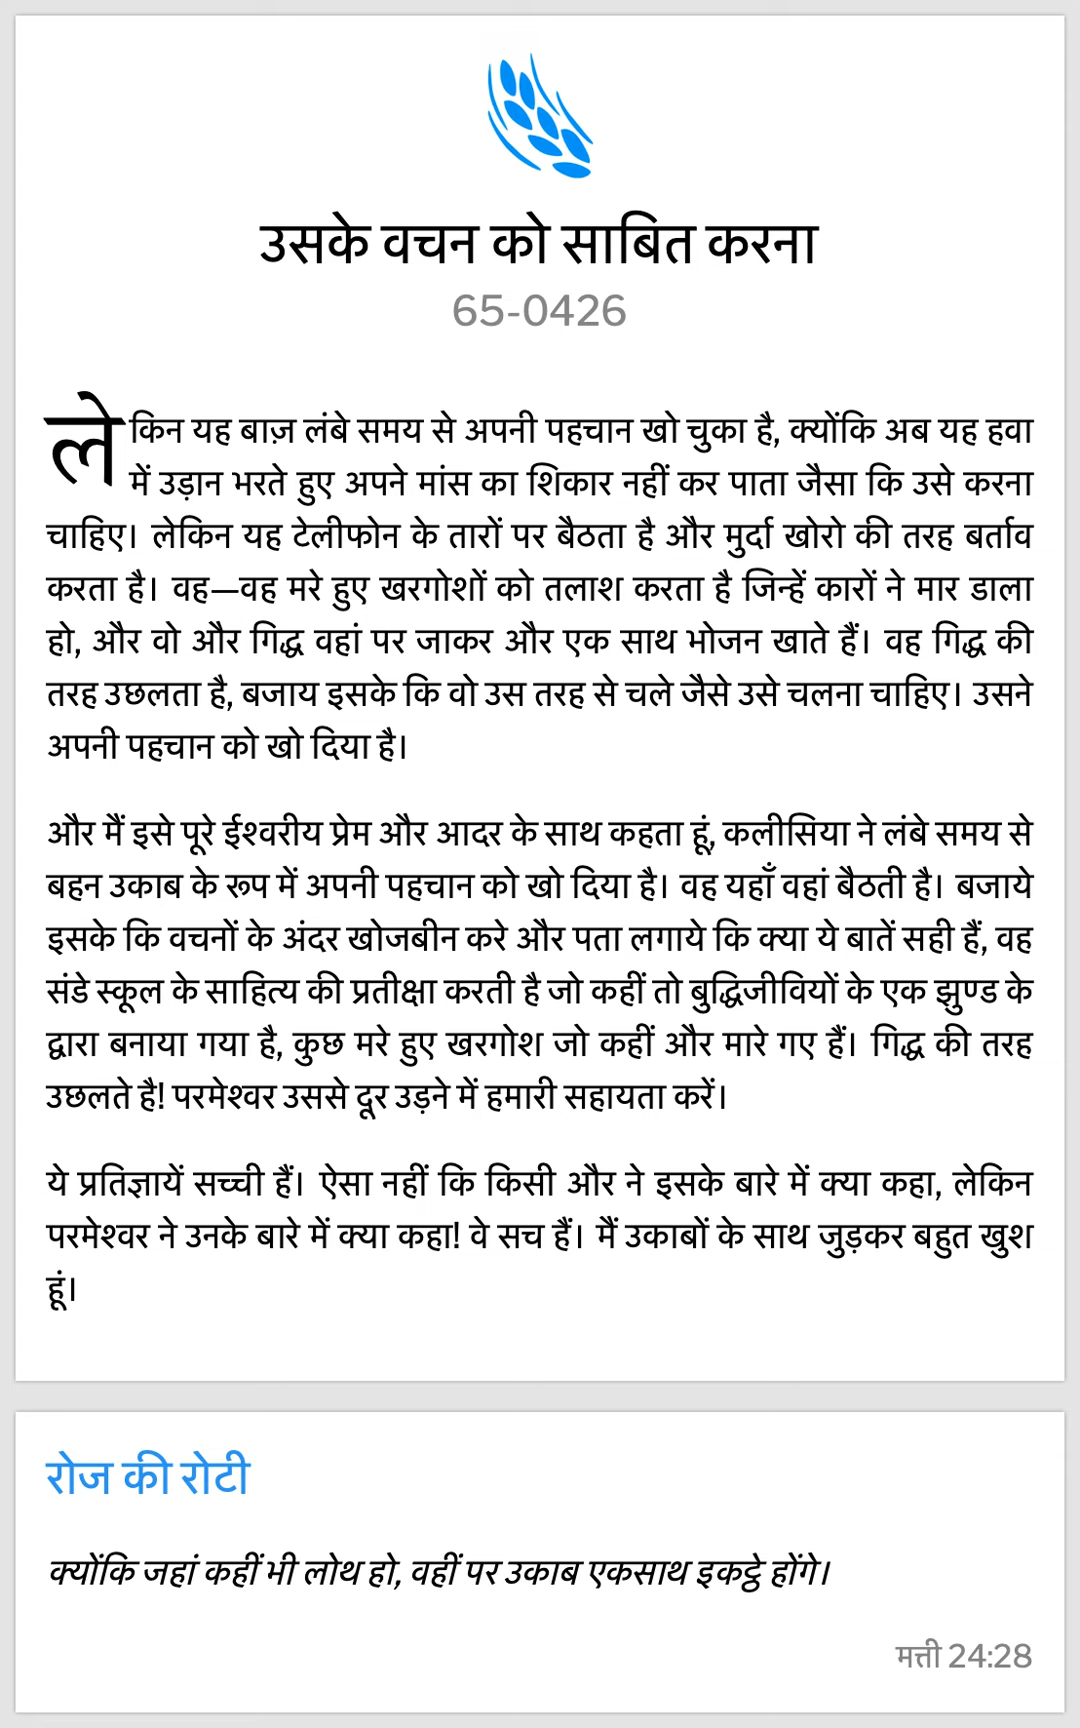 उसके वचन को साबित करना
65-0426
लेकिन यह बाज़ लंबे समय से अपनी पहचान खो चुका है, क्योंकि अब यह हवा
में उड़ान भरते हुए अपने मांस का शिकार नहीं कर पाता जैसा कि उसे करना
चाहिए। लेकिन यह टेलीफोन के तारों पर बैठता है और मुर्दा खोरो की तरह बर्ताव
करता है। वह—वह मरे हुए खरगोशों को तलाश करता है जिन्हें कारों ने मार डाला
हो, और वो और गिद्ध वहां पर जाकर और एक साथ भोजन खाते हैं। वह गिद्ध की
तरह उछलता है, बजाय इसके कि वो उस तरह से चले जैसे उसे चलना चाहिए। उसने
अपनी पहचान को खो दिया है।
और मैं इसे पूरे ईश्वरीय प्रेम और आदर के साथ कहता हूं, कलीसिया ने लंबे समय से
बहन उकाब के रूप में अपनी पहचान को खो दिया है। वह यहाँ वहां बैठती है। बजाये
इसके कि वचनों के अंदर खोजबीन करे और पता लगाये कि क्या ये बातें सही हैं, वह
संडे स्कूल के साहित्य की प्रतीक्षा करती है जो कहीं तो बुद्धिजीवियों के एक झुण्ड के
द्वारा बनाया गया है, कुछ मरे हुए खरगोश जो कहीं और मारे गए हैं। गिद्ध की तरह
उछलते है! परमेश्वर उससे दूर उड़ने में हमारी सहायता करें।
ये प्रतिज्ञायें सच्ची हैं। ऐसा नहीं कि किसी और ने इसके बारे में क्या कहा, लेकिन
परमेश्वर ने उनके बारे में क्या कहा! वे सच हैं। मैं उकाबों के साथ जुड़कर बहुत खुश
हूं।
रोज की रोटी
क्योंकि जहां कहीं भी लोथ हो, वहीं पर उकाब एकसाथ इकट्ठे होंगे।
मत्ती 24:28